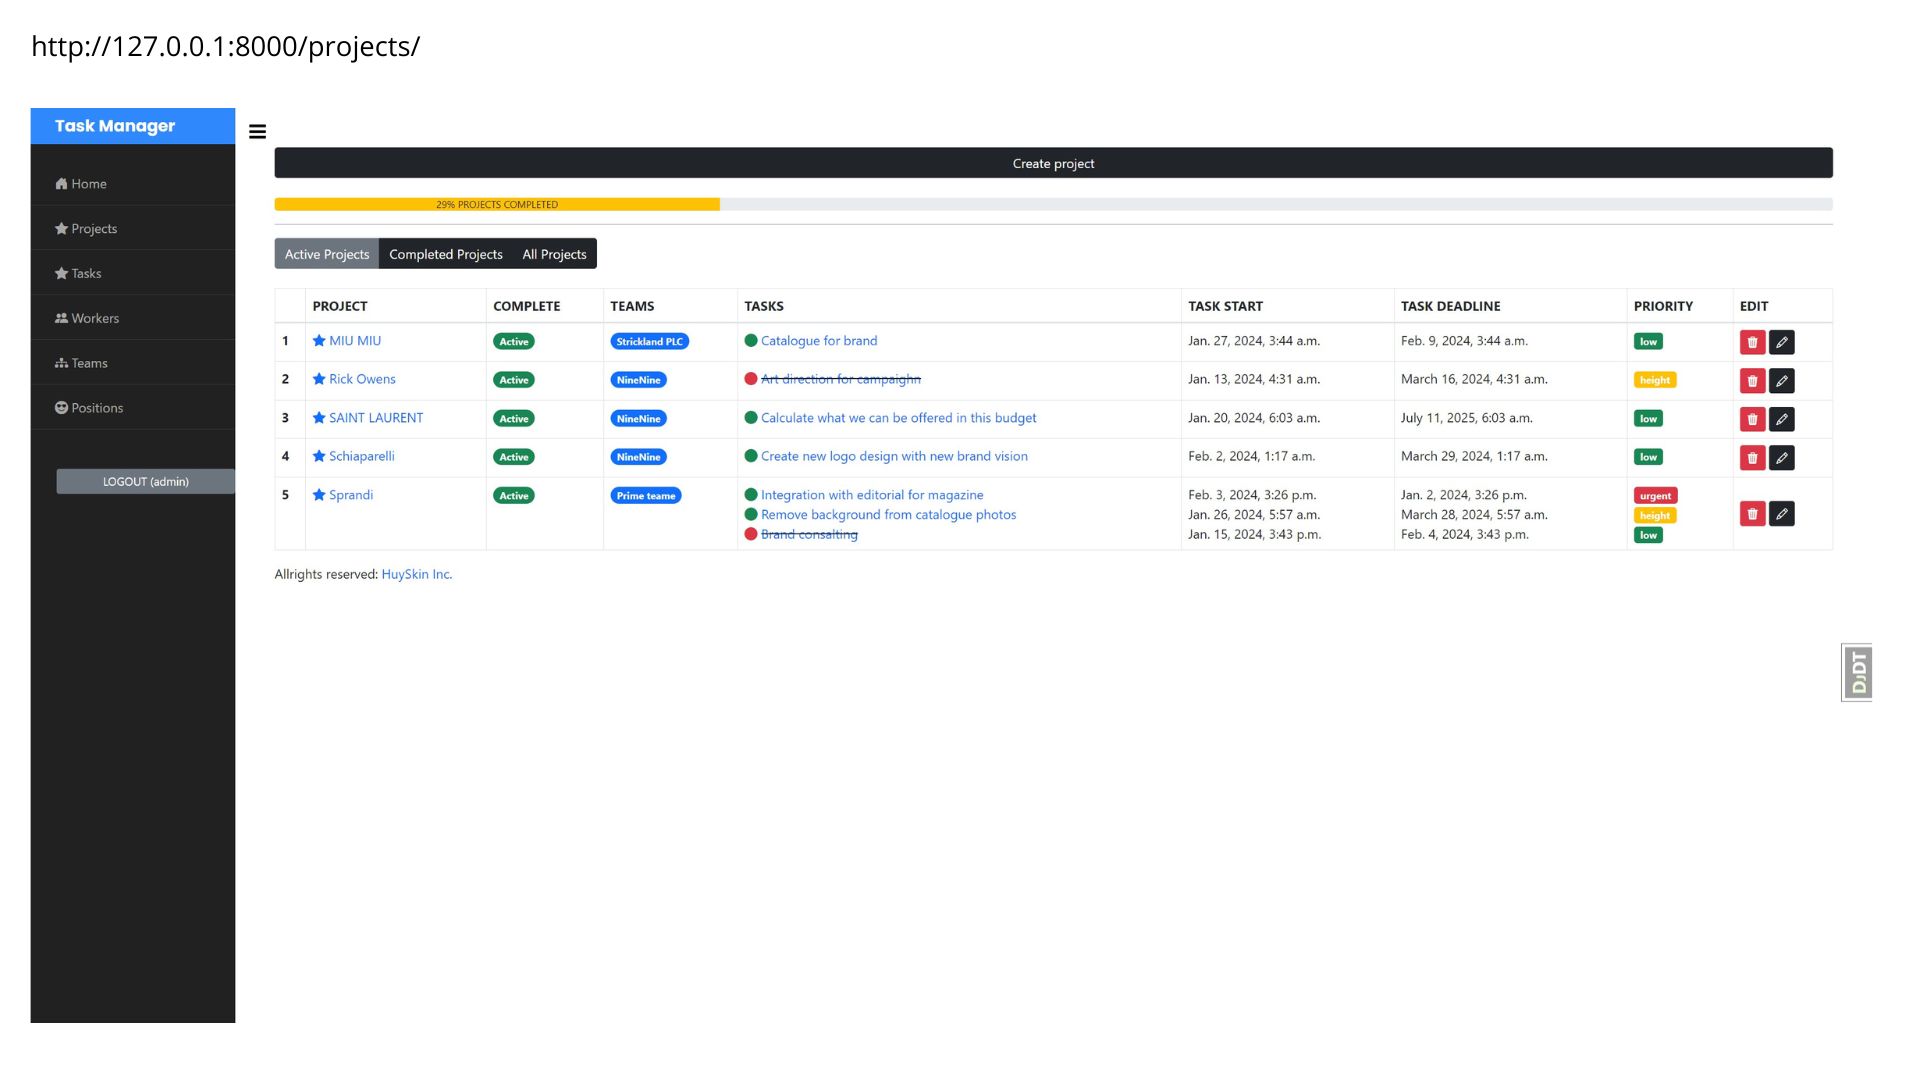 http://127.0.0.1:8000/projects/
Task Manager
Home
Projects
Tasks
Workers
Teams
Positions
LOGOUT (admin)
Create project
29% PROJECTS COMPLETED
Active Projects Completed Projects All Projects
PROJECT COMPLETE TEAMS TASKS TASK START TASK DEADLINE PRIORITY EDIT
1 MIU MIU Active Strickland PLC Catalogue for brand Jan. 27, 2024, 3:44 a.m. Feb. 9, 2024, 3:44 a.m. low
2 Rick Owens Active NineNine Art direction for campaighn Jan. 13, 2024, 4:31 a.m. March 16, 2024, 4:31 a.m. height
3 SAINT LAURENT Active NineNine Calculate what we can be offered in this budget Jan. 20, 2024, 6:03 a.m. July 11, 2025, 6:03 a.m. low
4 Schiaparelli Active NineNine Create new logo design with new brand vision Feb. 2, 2024, 1:17 a.m. March 29, 2024, 1:17 a.m. low
5 Sprandi Active Prime teame Integration with editorial for magazine Feb. 3, 2024, 3:26 p.m. Jan. 2, 2024, 3:26 p.m. urgent
Remove background from catalogue photos Jan. 26, 2024, 5:57 a.m. March 28, 2024, 5:57 a.m. height
Brand consalting Jan. 15, 2024, 3:43 p.m. Feb. 4, 2024, 3:43 p.m. low
Allrights reserved: HuySkin Inc.
DJDT